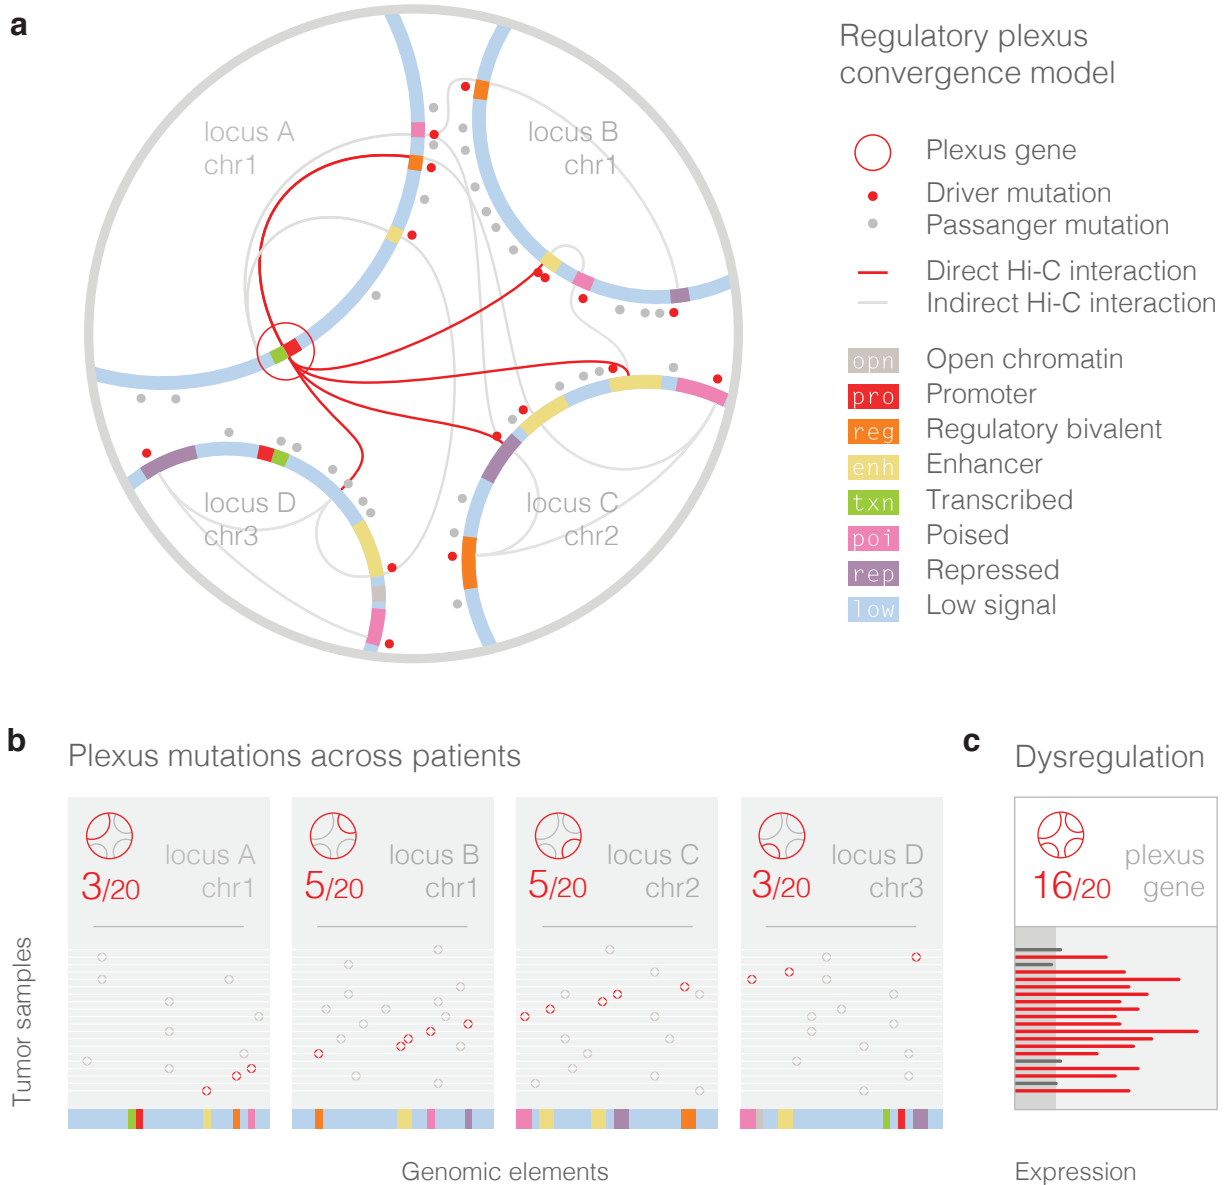 a
Regulatory plexus
convergence model
locus A
chr1
locus B
chr1
locus D
chr3
locus C
chr2
Plexus gene
Driver mutation
Passanger mutation
Direct Hi-C interaction
Indirect Hi-C interaction
opn Open chromatin
pro Promoter
reg Regulatory bivalent
enh Enhancer
txn Transcribed
poi Poised
rep Repressed
low Low signal
b
Plexus mutations across patients
locus A
chr1
3/20
locus B
chr1
5/20
locus C
chr2
5/20
locus D
chr3
3/20
Tumor samples
Genomic elements
c
Dysregulation
plexus
gene
16/20
Expression